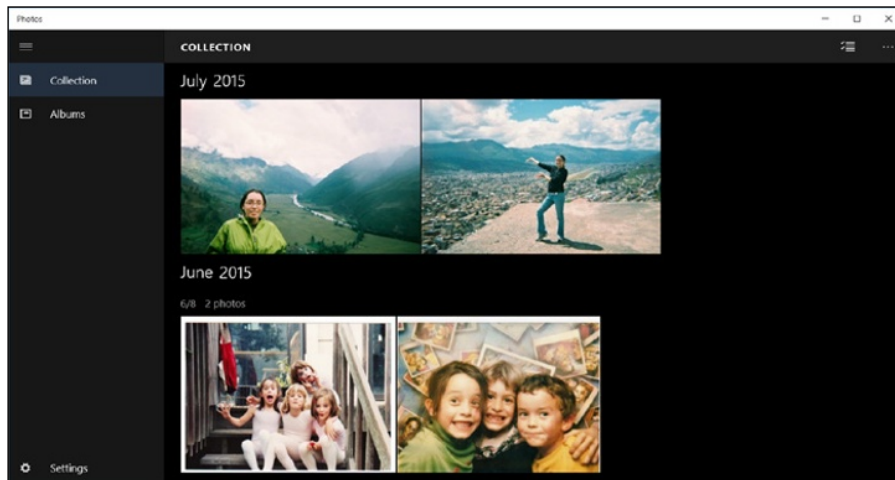 Photos
COLLECTION
Collection
Albums
July 2015
June 2015
6/8 2 photos
Settings